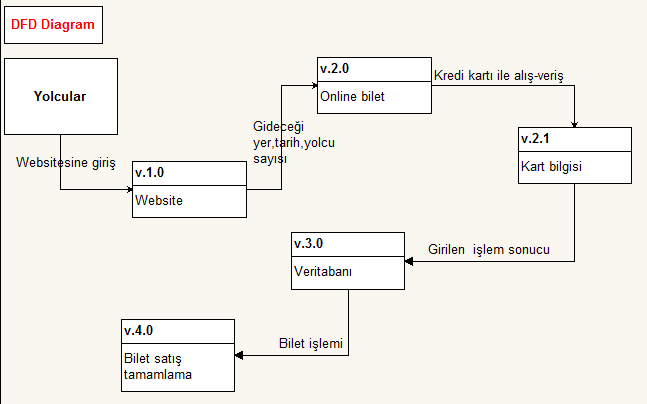 DFD Diagram
Yolcular
Websitesine giriş
v.1.0
Website
Gideceği
yer,tarih,yolcu
sayısı
v.2.0
Online bilet
Kredi kartı ile alış-veriş
v.2.1
Kart bilgisi
Girilen işlem sonucu
v.3.0
Veritabanı
Bilet işlemi
v.4.0
Bilet satış
tamamlama